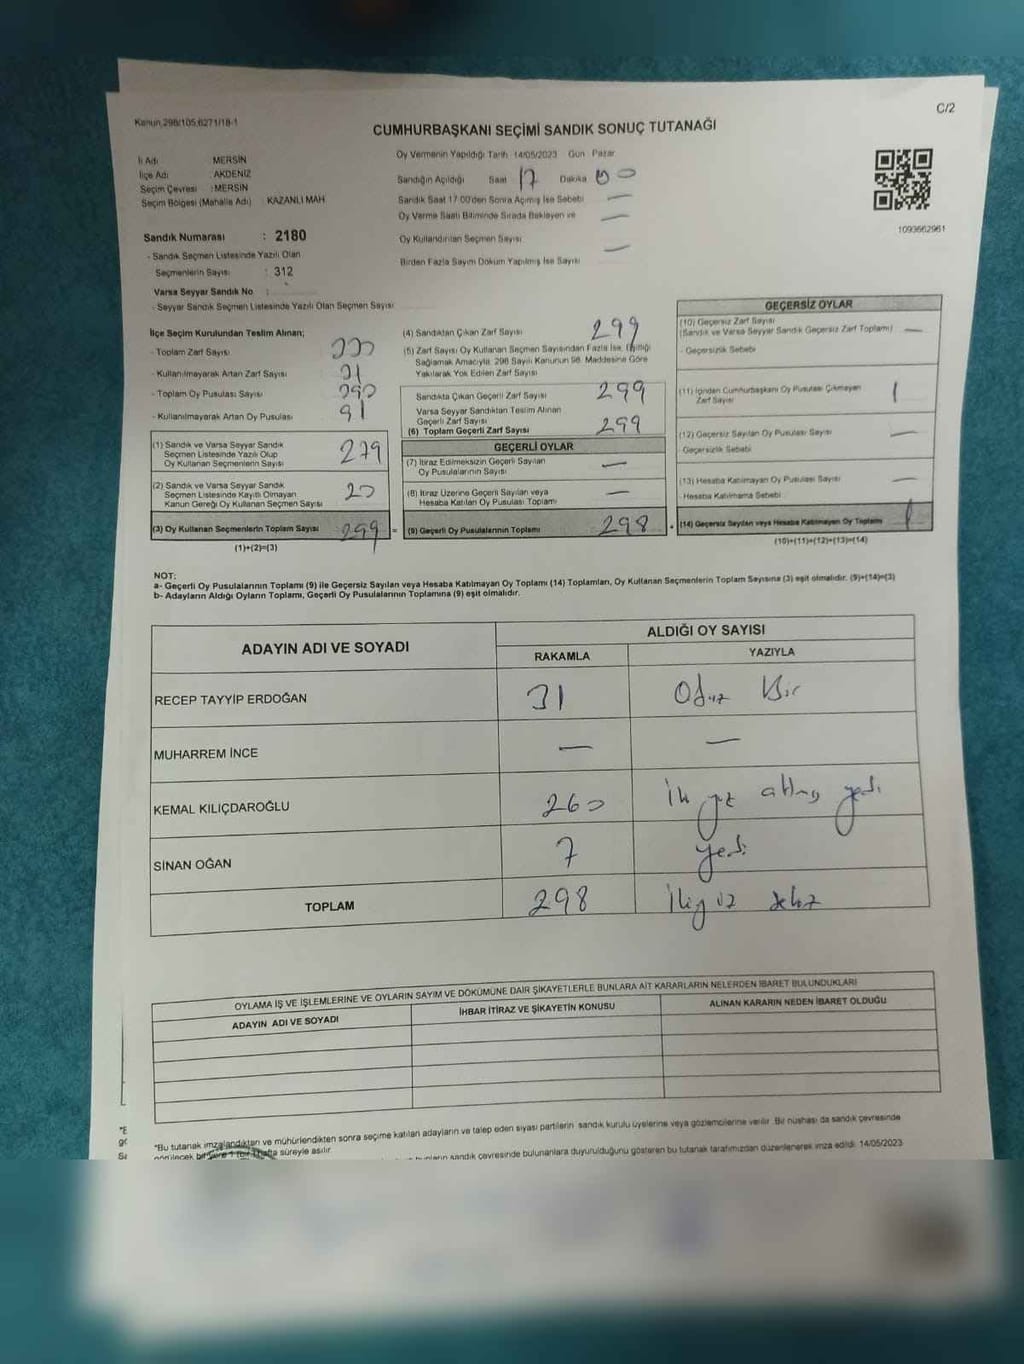 Kanun,298/105,6271/18-1
C/2
CUMHURBAŞKANI SEÇİMİ SANDIK SONUÇ TUTANAĞI
İl Adı MERSİN
İlçe Adı AKDENİZ
Seçim Çevresi : MERSİN
Seçim Bölgesi (Mahalle Adı) KAZANLI MAH
Sandık Numarası : 2180
- Sandık Seçmen Listesinde Yazılı Olan
Seçmenlerin Sayısı : 312
Varsa Seyyar Sandık No :
- Seyyar Sandık Seçmen Listesinde Yazılı Olan Seçmen Sayısı
Oy Vermenin Yapıldığı Tarih 14/05/2023 Gün Pazar
Sandığın Açıldığı Saat 17 Dakika 00
Sandık Saat 17:00'den Sonra Açılmış İse Sebebi —
Oy Verme Saati Bitiminde Sırada Bekleyen ve —
Oy Kullandırılan Seçmen Sayısı
Birden Fazla Sayım Döküm Yapılmış İse Sayısı —
1093662961
İlçe Seçim Kurulundan Teslim Alınan;
- Toplam Zarf Sayısı
- Kullanılmayarak Artan Zarf Sayısı
- Toplam Oy Pusulası Sayısı
- Kullanılmayarak Artan Oy Pusulası 91
(1) Sandık ve Varsa Seyyar Sandık
Seçmen Listesinde Yazılı Olup
Oy Kullanan Seçmenlerin Sayısı 279
(2) Sandık ve Varsa Seyyar Sandık
Seçmen Listesinde Kayıtlı Olmayan
Kanun Gereği Oy Kullanan Seçmen Sayısı 20
(3) Oy Kullanan Seçmenlerin Toplam Sayısı 299 =
(1)+(2)=(3)
(4) Sandıktan Çıkan Zarf Sayısı 299
(5) Zarf Sayısı Oy Kullanan Seçmen Sayısından Fazla İse, Eşitliği
Sağlamak Amacıyla, 298 Sayılı Kanunun 98. Maddesine Göre
Yakılarak Yok Edilen Zarf Sayısı
Sandıkta Çıkan Geçerli Zarf Sayısı 299
Varsa Seyyar Sandıktan Teslim Alınan
Geçerli Zarf Sayısı
(6) Toplam Geçerli Zarf Sayısı 299
GEÇERLİ OYLAR
(7) İtiraz Edilmeksizin Geçerli Sayılan
Oy Pusulalarının Sayısı —
(8) İtiraz Üzerine Geçerli Sayılan veya
Hesaba Katılan Oy Pusulası Toplamı —
(9) Geçerli Oy Pusulalarının Toplamı 298
GEÇERSİZ OYLAR
(10) Geçersiz Zarf Sayısı
(Sandık ve Varsa Seyyar Sandık Geçersiz Zarf Toplamı) —
- Geçersizlik Sebebi
(11) İçinden Cumhurbaşkanı Oy Pusulası Çıkmayan
Zarf Sayısı 1
(12) Geçersiz Sayılan Oy Pusulası Sayısı —
Geçersizlik Sebebi
(13) Hesaba Katılmayan Oy Pusulası Sayısı —
- Hesaba Katılmama Sebebi
(14) Geçersiz Sayılan veya Hesaba Katılmayan Oy Toplamı 1
(10)+(11)+(12)+(13)=(14)
NOT:
a- Geçerli Oy Pusulalarının Toplamı (9) ile Geçersiz Sayılan veya Hesaba Katılmayan Oy Toplamı (14) Toplamları, Oy Kullanan Seçmenlerin Toplam Sayısına (3) eşit olmalıdır. (9)+(14)=(3)
b- Adayların Aldığı Oyların Toplamı, Geçerli Oy Pusulalarının Toplamına (9) eşit olmalıdır.
ADAYIN ADI VE SOYADI
ALDIĞI OY SAYISI
RAKAMLA YAZIYLA
RECEP TAYYİP ERDOĞAN 31 Otuz Bir
MUHARREM İNCE — —
KEMAL KILIÇDAROĞLU 260 İki yüz altmış yedi
SİNAN OĞAN 7 yedi
TOPLAM 298
OYLAMA İŞ VE İŞLEMLERİNE VE OYLARIN SAYIM VE DÖKÜMÜNE DAİR ŞİKAYETLERLE BUNLARA AİT KARARLARIN NELERDEN İBARET BULUNDUKLARI
ADAYIN ADI VE SOYADI İHBAR İTİRAZ VE ŞİKAYETİN KONUSU ALINAN KARARIN NEDEN İBARET OLDUĞU
*Bu tutanak imzalandıktan ve mühürlendikten sonra seçime katılan adayların ve talep eden siyasi partilerin sandık kurulu üyelerine veya gözlemcilerine verilir. Bir nüshası da sandık çevresinde
görülecek bir yere 1 hafta süreyle asılır.
sandık çevresinde bulunanlara duyurulduğunu gösteren bu tutanak tarafımızdan düzenlenerek imza edildi. 14/05/2023